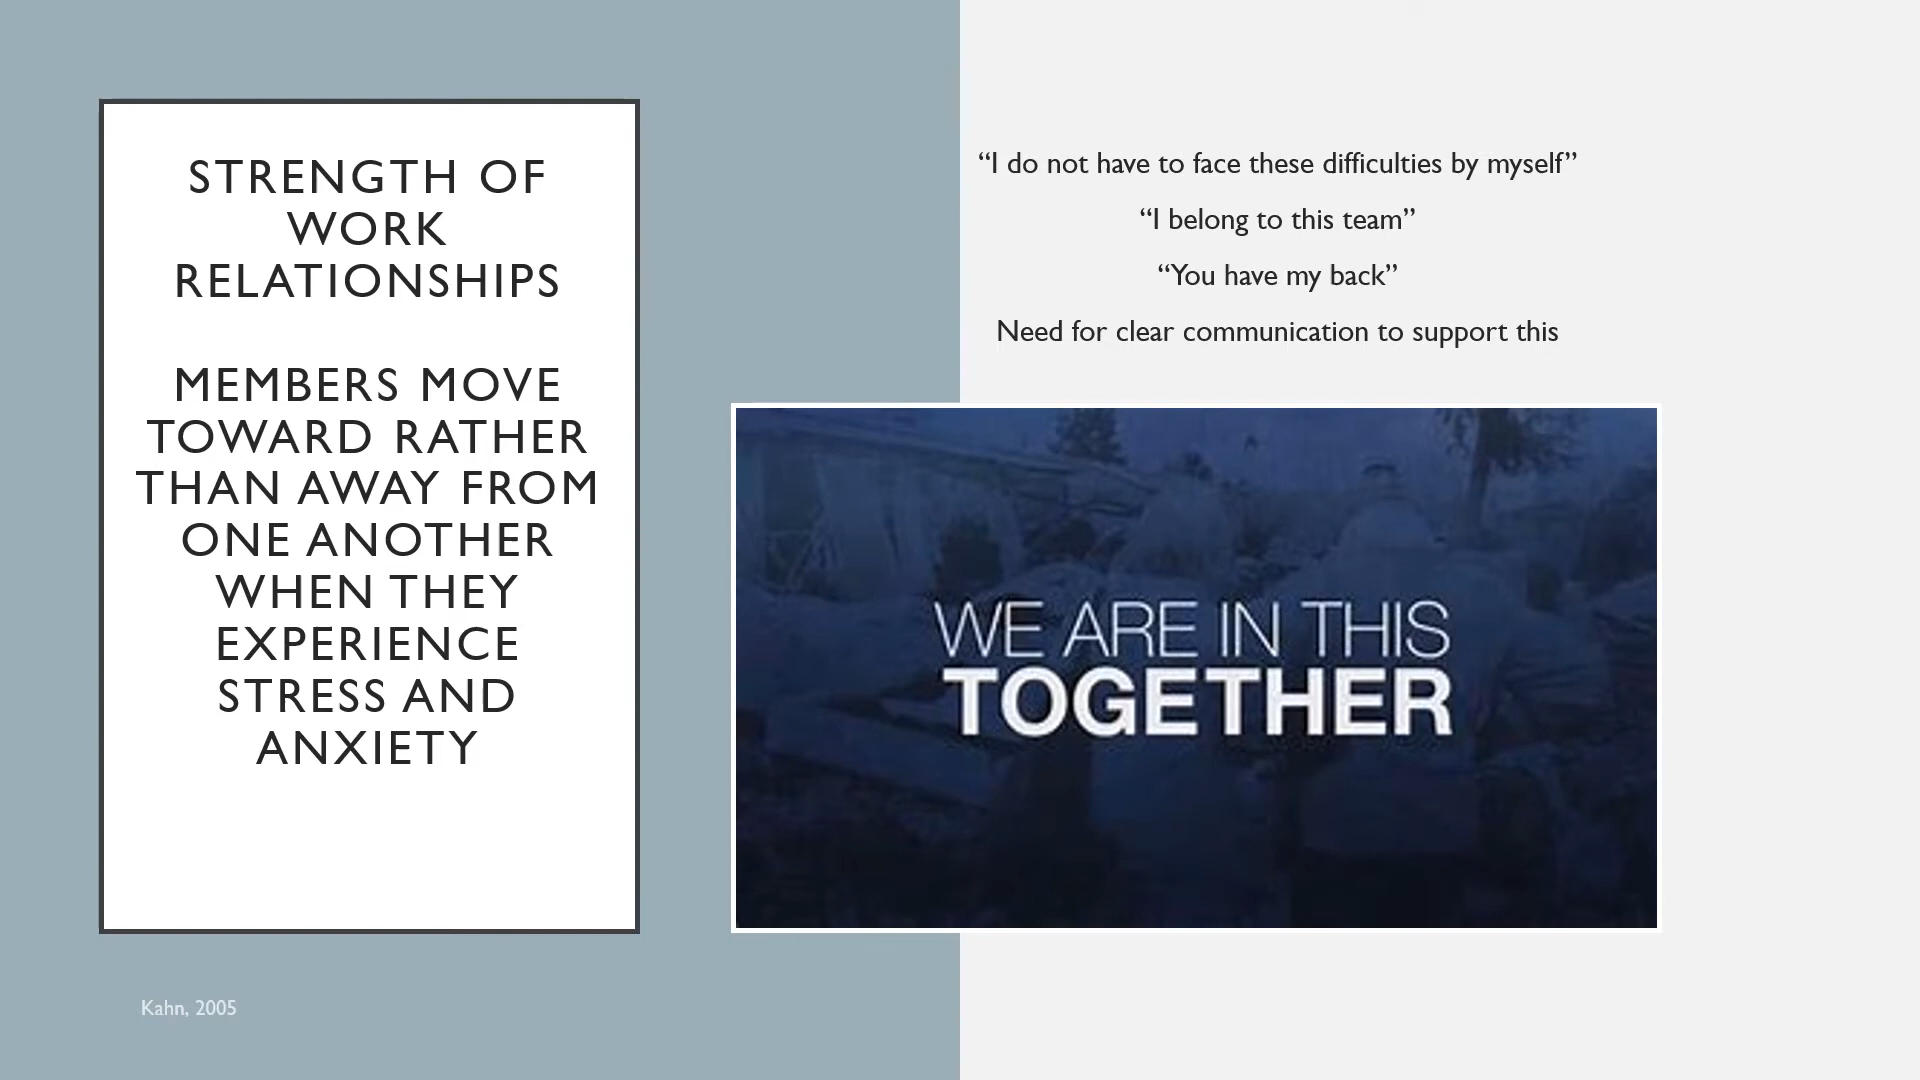 STRENGTH OF
WORK
RELATIONSHIPS
MEMBERS MOVE
TOWARD RATHER
THAN AWAY FROM
ONE ANOTHER
WHEN THEY
EXPERIENCE
STRESS AND
ANXIETY
“I do not have to face these difficulties by myself”
“I belong to this team”
“You have my back”
Need for clear communication to support this
WE ARE IN THIS
TOGETHER
Kahn, 2005